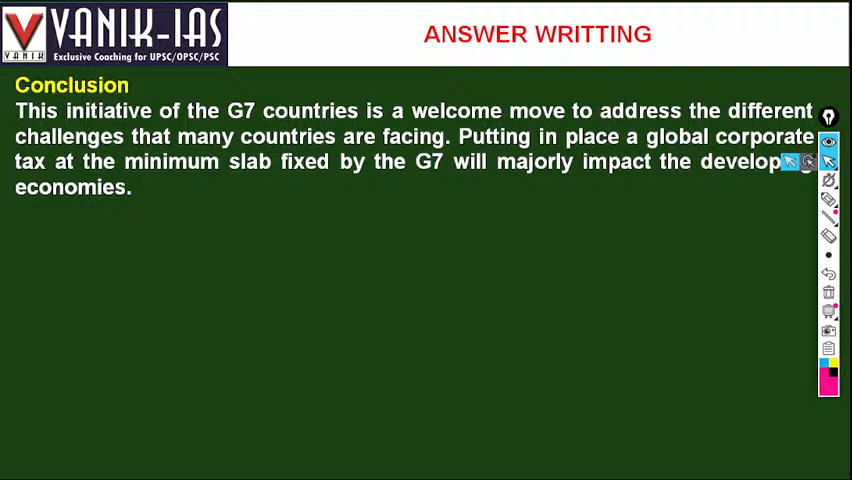 VANIK-IAS
VANIK
Exclusive Coaching for UPSC/OPSC/PSC
ANSWER WRITTING
Conclusion
This initiative of the G7 countries is a welcome move to address the different
challenges that many countries are facing. Putting in place a global corporate
tax at the minimum slab fixed by the G7 will majorly impact the developing
economies.